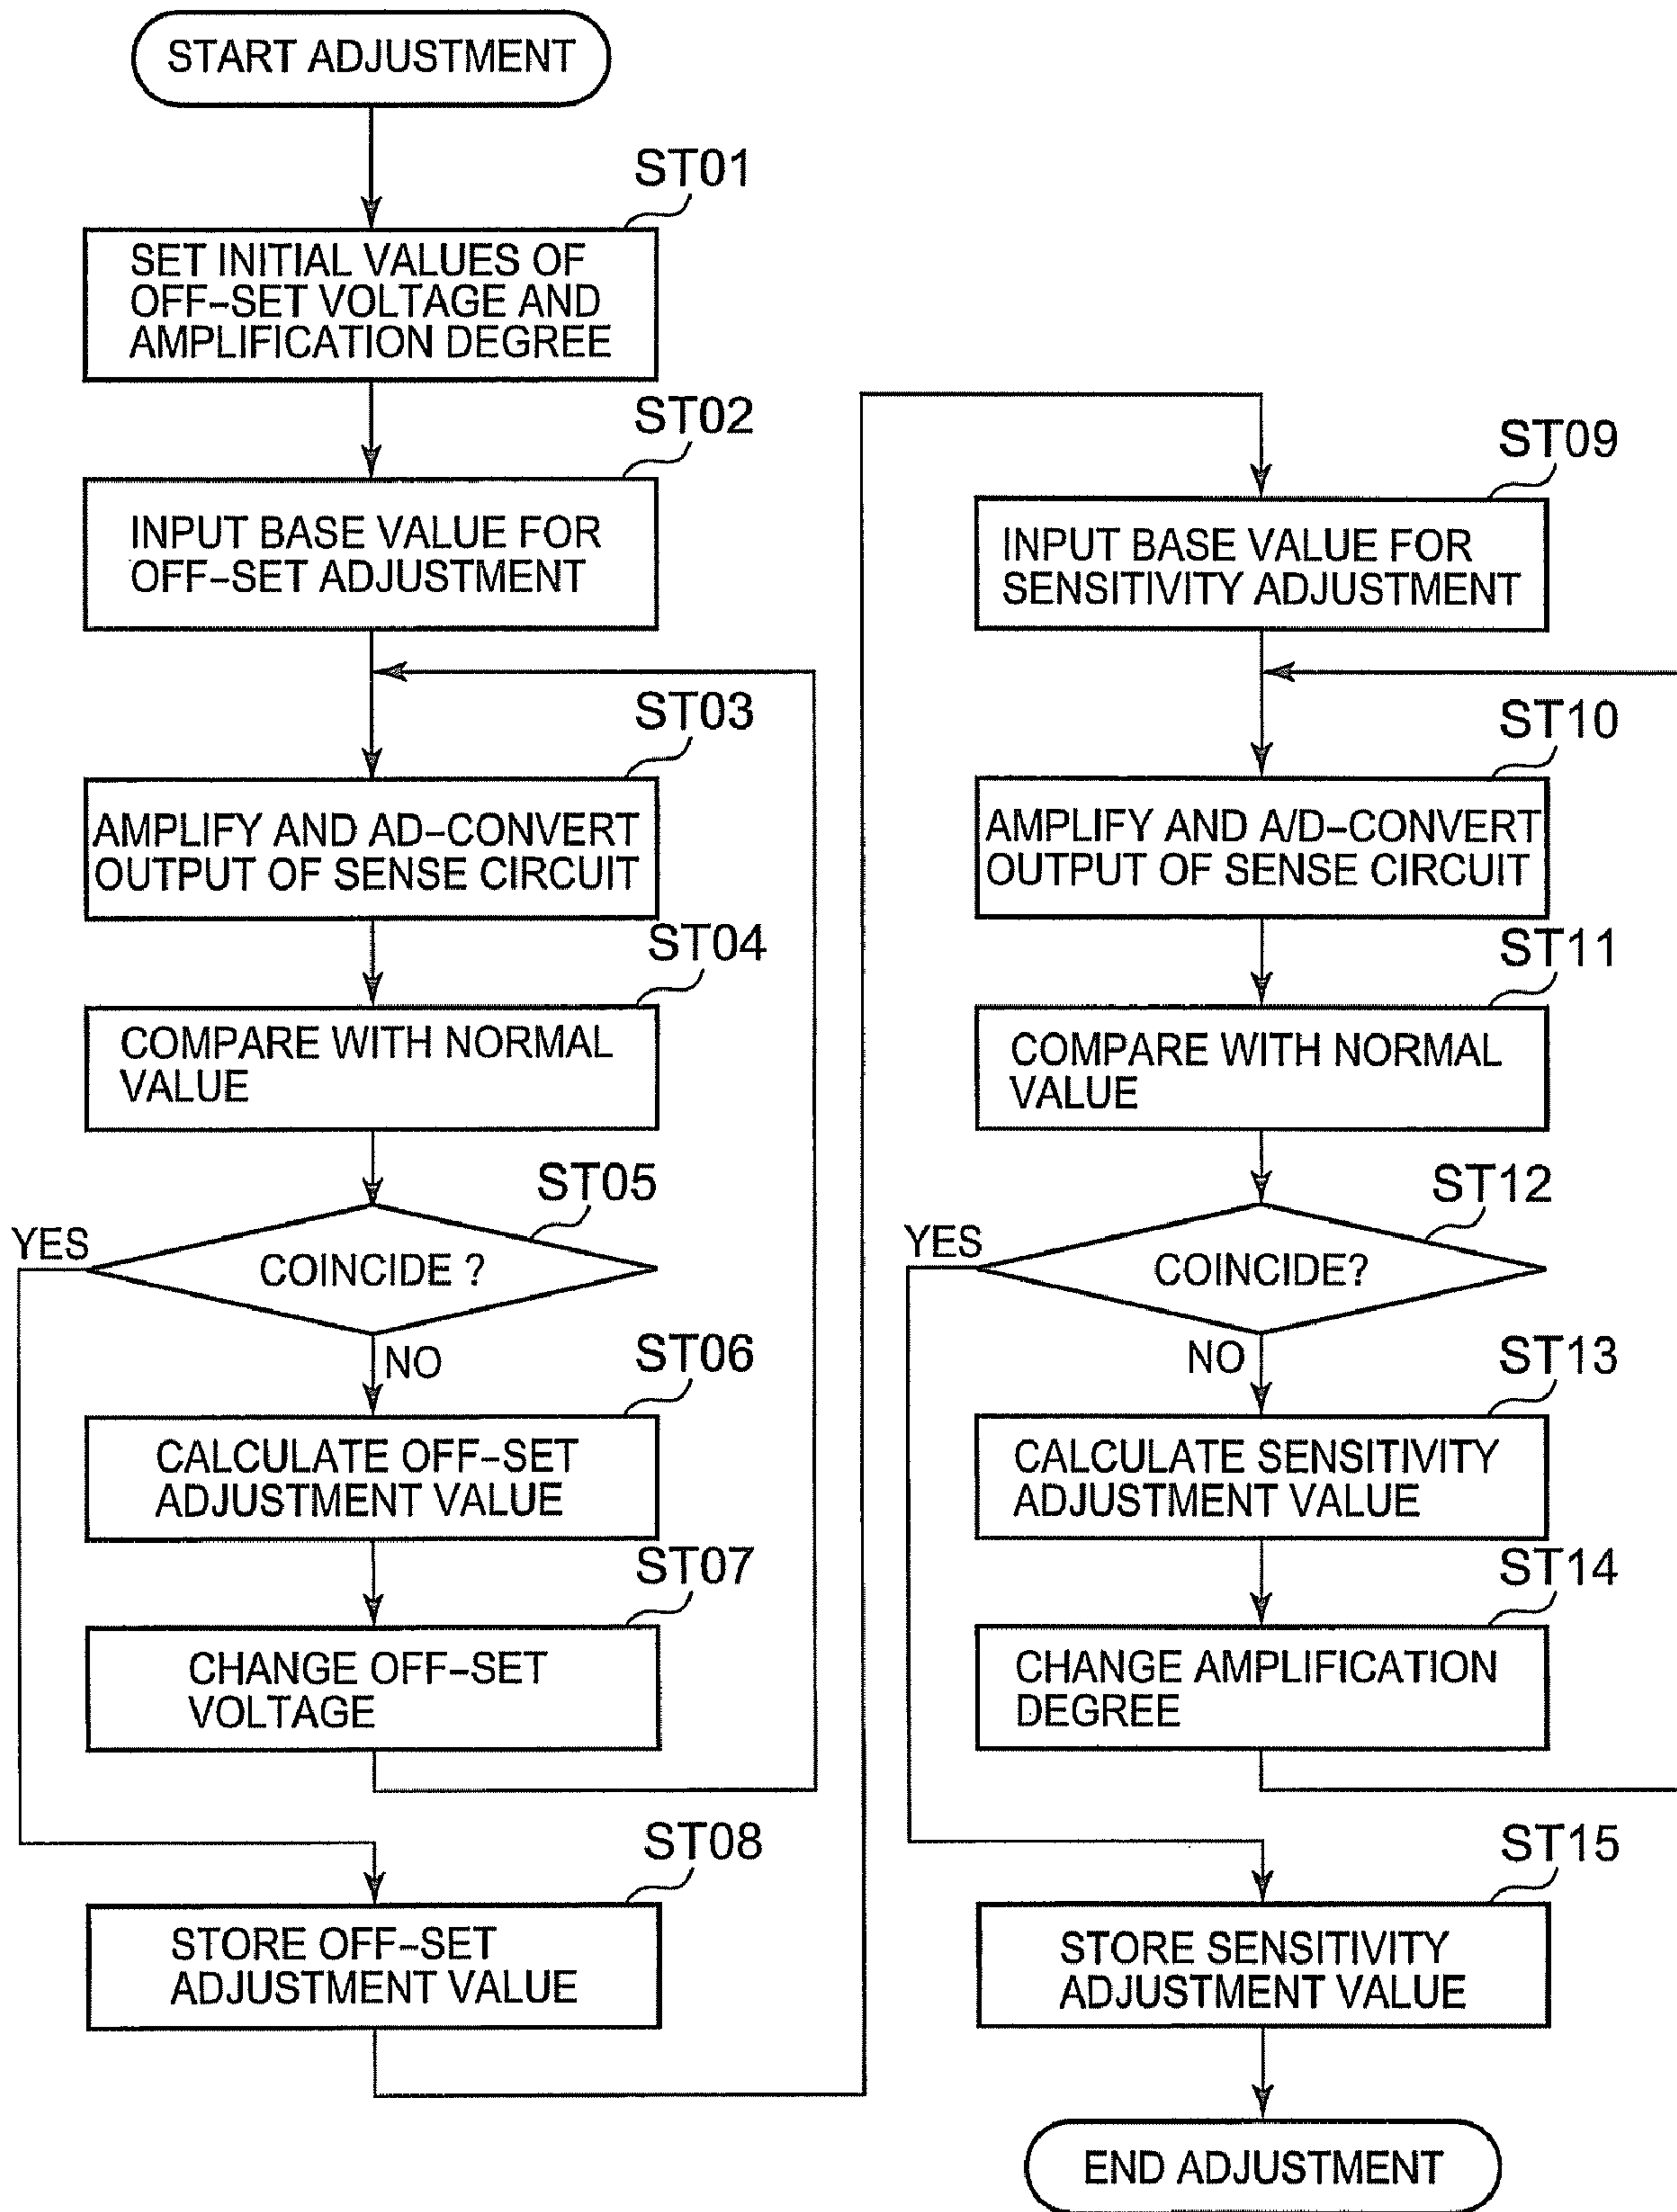 START ADJUSTMENT
ST01
SET INITIAL VALUES OF
OFF-SET VOLTAGE AND
AMPLIFICATION DEGREE
ST02
INPUT BASE VALUE FOR
OFF-SET ADJUSTMENT
ST03
AMPLIFY AND AD-CONVERT
OUTPUT OF SENSE CIRCUIT
ST04
COMPARE WITH NORMAL
VALUE
ST05
YES
COINCIDE ?
NO
ST06
CALCULATE OFF-SET
ADJUSTMENT VALUE
ST07
CHANGE OFF-SET
VOLTAGE
ST08
STORE OFF-SET
ADJUSTMENT VALUE
ST09
INPUT BASE VALUE FOR
SENSITIVITY ADJUSTMENT
ST10
AMPLIFY AND A/D-CONVERT
OUTPUT OF SENSE CIRCUIT
ST11
COMPARE WITH NORMAL
VALUE
ST12
YES
COINCIDE?
NO
ST13
CALCULATE SENSITIVITY
ADJUSTMENT VALUE
ST14
CHANGE AMPLIFICATION
DEGREE
ST15
STORE SENSITIVITY
ADJUSTMENT VALUE
END ADJUSTMENT